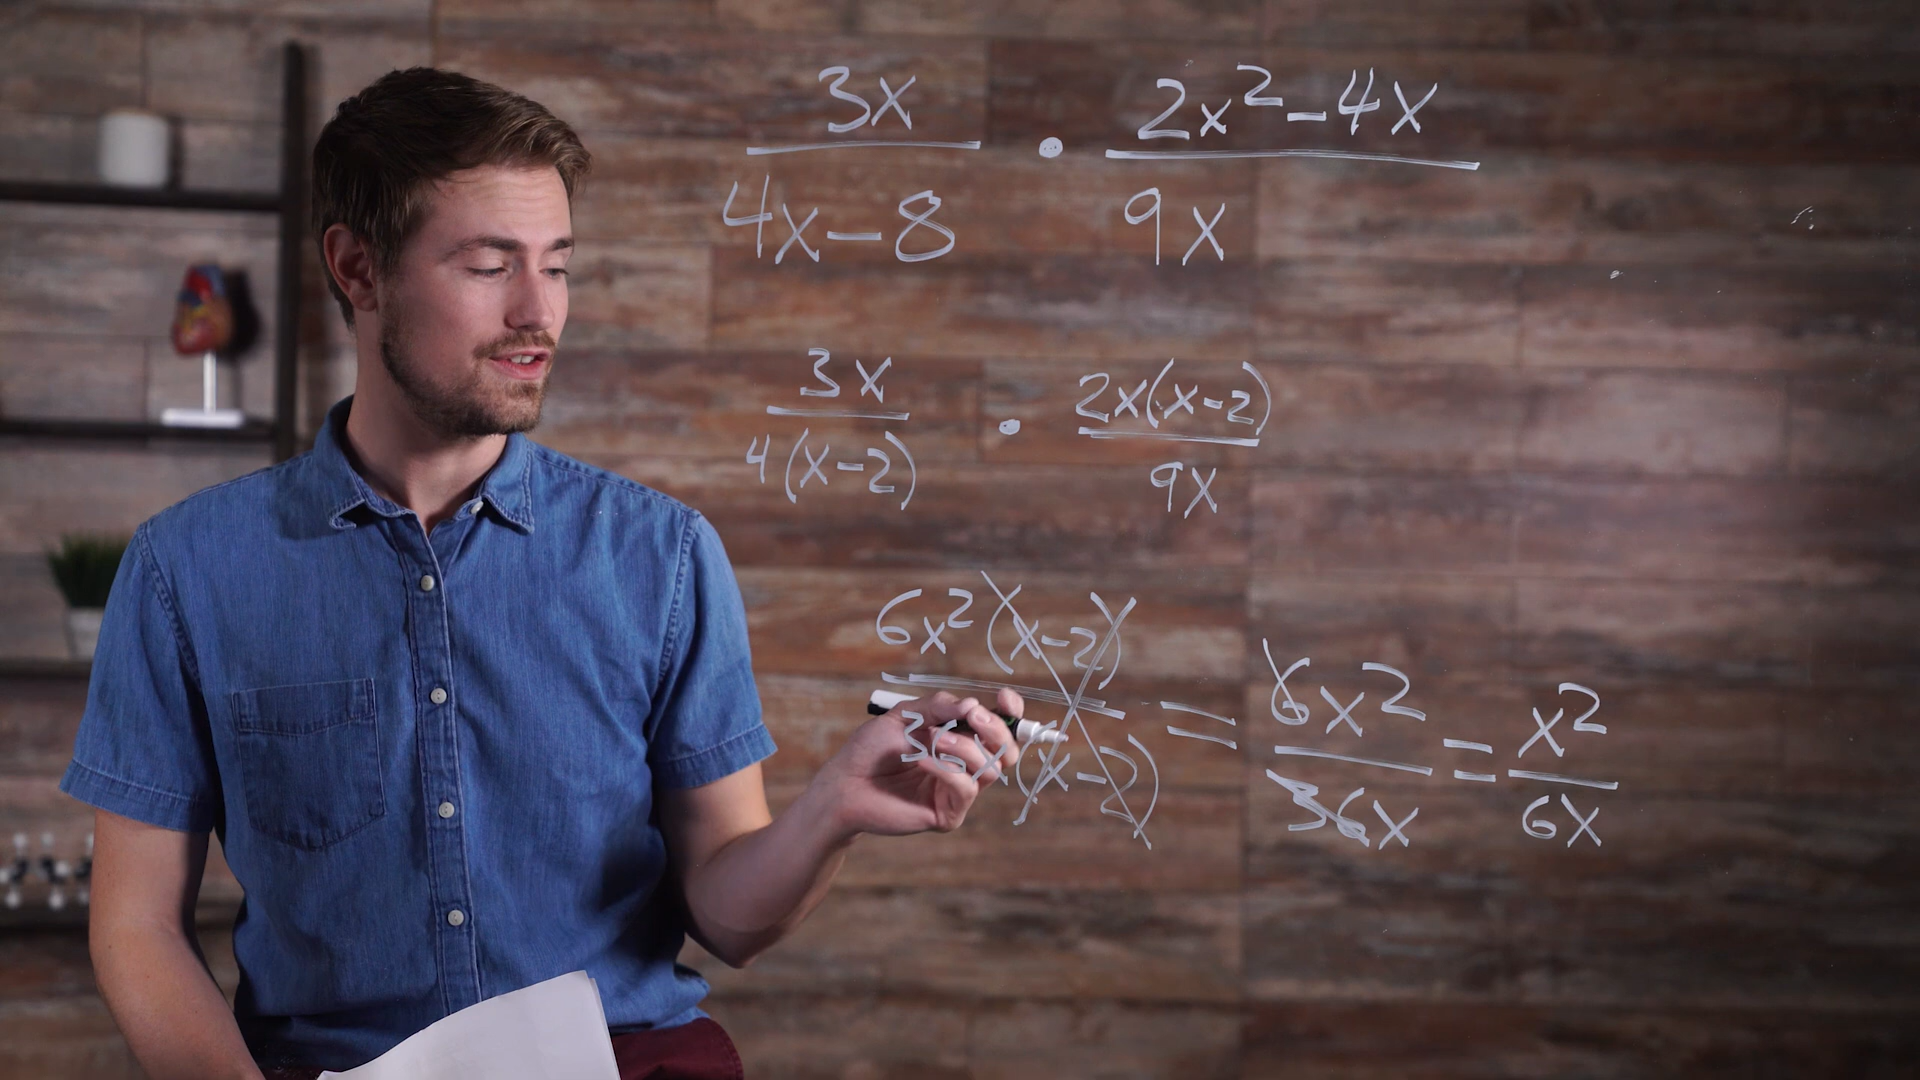 3x / 4x-8 · 2x²-4x / 9x
3x / 4(x-2) · 2x(x-2) / 9x
6x²(x-2) / 36x(x-2) = 6x² / 36x = x² / 6x